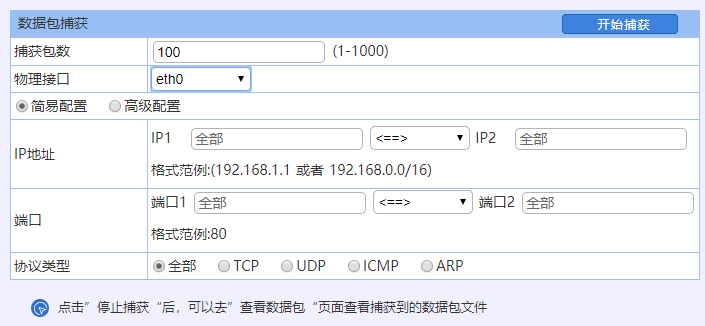 数据包捕获 开始捕获
捕获包数 100 (1-1000)
物理接口 eth0
简易配置 高级配置
IP地址 IP1 全部 <==> IP2 全部
格式范例:(192.168.1.1 或者 192.168.0.0/16)
端口 端口1 全部 <==> 端口2 全部
格式范例:80
协议类型 全部 TCP UDP ICMP ARP
点击”停止捕获“后，可以去”查看数据包“页面查看捕获到的数据包文件